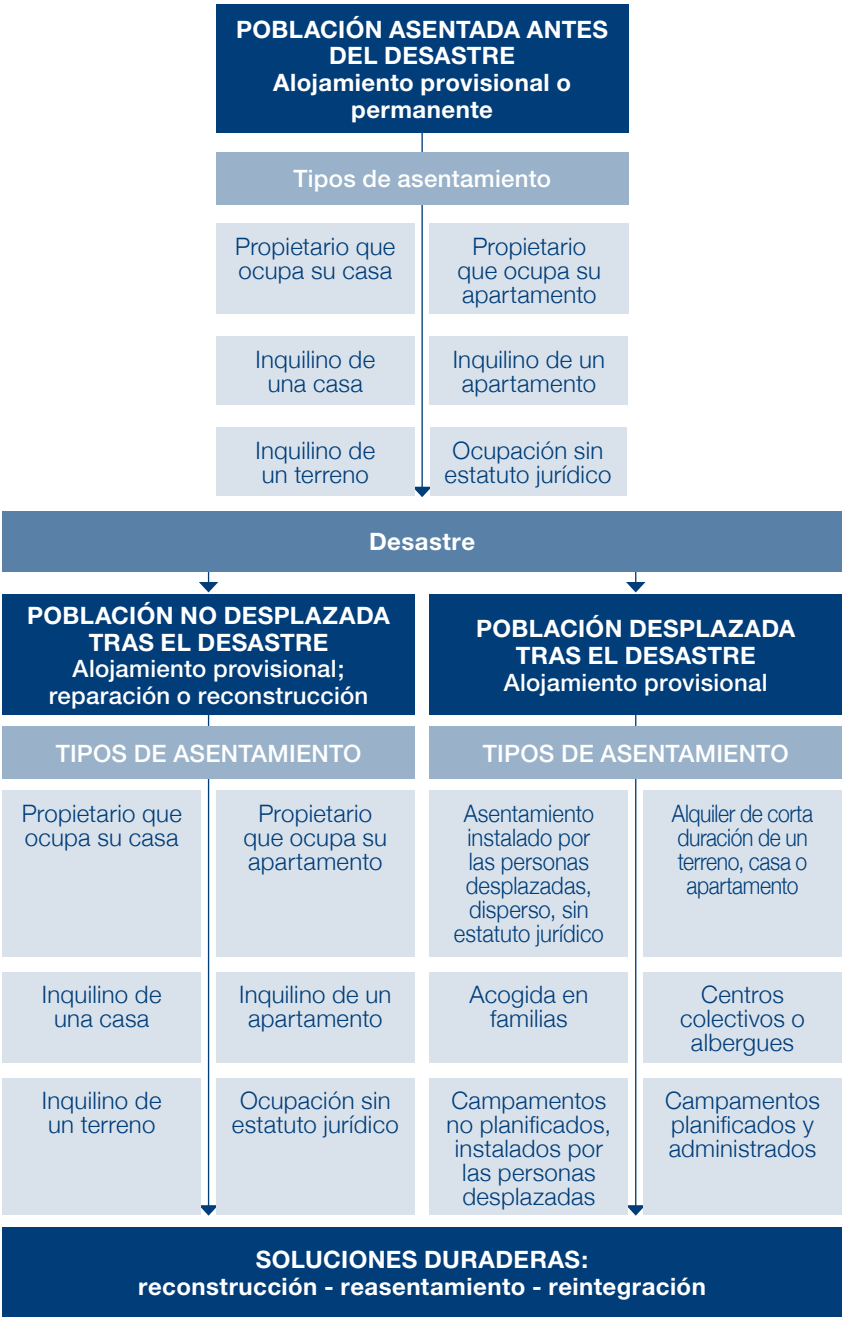 POBLACIÓN ASENTADA ANTES
DEL DESASTRE
Alojamiento provisional o
permanente
Tipos de asentamiento
Propietario que
ocupa su casa
Propietario
que ocupa su
apartamento
Inquilino de
una casa
Inquilino de un
apartamento
Inquilino de
un terreno
Ocupación sin
estatuto jurídico
Desastre
POBLACIÓN NO DESPLAZADA
TRAS EL DESASTRE
Alojamiento provisional;
reparación o reconstrucción
TIPOS DE ASENTAMIENTO
Propietario que
ocupa su casa
Propietario
que ocupa su
apartamento
Inquilino de
una casa
Inquilino de un
apartamento
Inquilino de
un terreno
Ocupación sin
estatuto jurídico
POBLACIÓN DESPLAZADA
TRAS EL DESASTRE
Alojamiento provisional
TIPOS DE ASENTAMIENTO
Asentamiento
instalado por
las personas
desplazadas,
disperso, sin
estatuto jurídico
Alquiler de corta
duración de un
terreno, casa o
apartamento
Acogida en
familias
Centros
colectivos o
albergues
Campamentos
no planificados,
instalados por
las personas
desplazadas
Campamentos
planificados y
administrados
SOLUCIONES DURADERAS:
reconstrucción - reasentamiento - reintegración